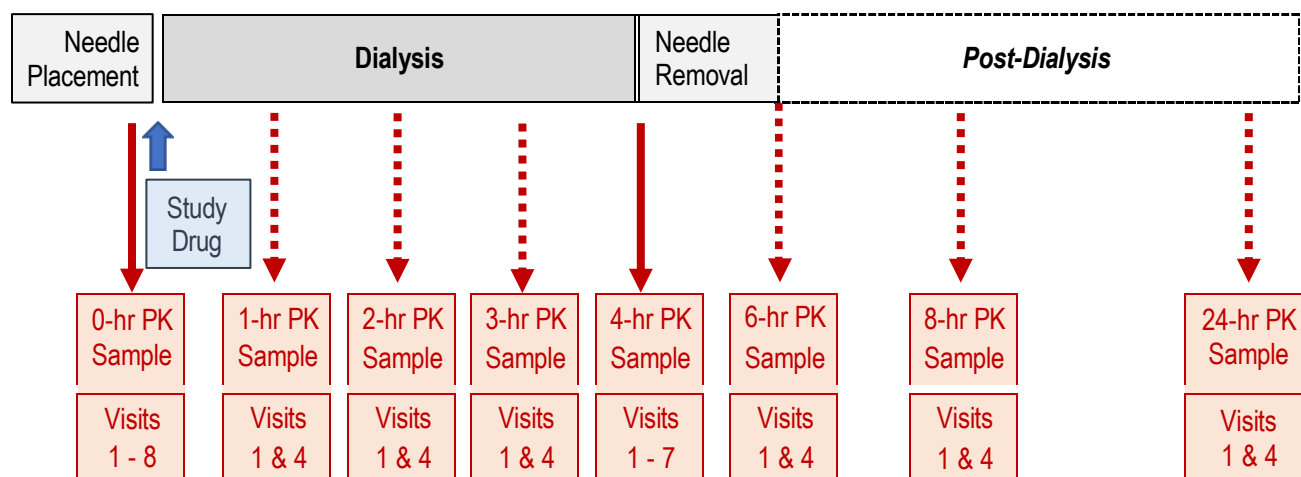 Needle
Placement
Dialysis
Needle
Removal
Post-Dialysis
Study
Drug
0-hr PK
Sample
1-hr PK
Sample
2-hr PK
Sample
3-hr PK
Sample
4-hr PK
Sample
6-hr PK
Sample
8-hr PK
Sample
24-hr PK
Sample
Visits
1 - 8
Visits
1 & 4
Visits
1 & 4
Visits
1 & 4
Visits
1 - 7
Visits
1 & 4
Visits
1 & 4
Visits
1 & 4